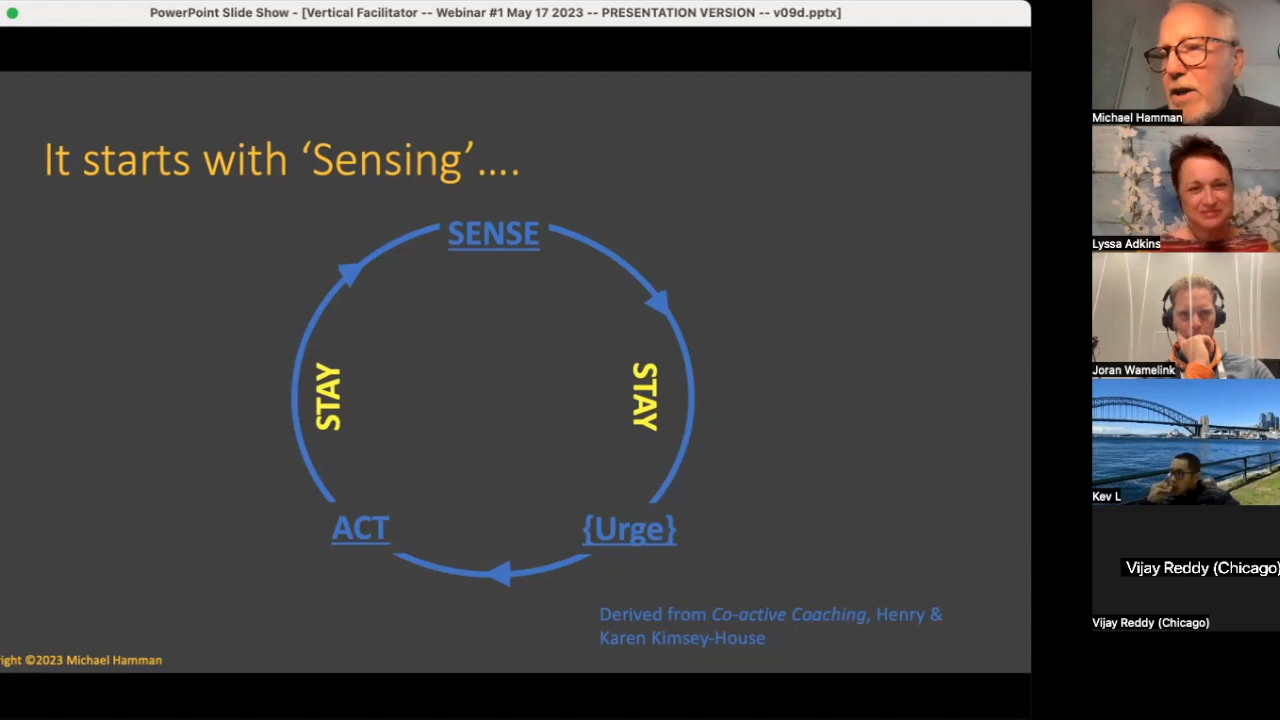 PowerPoint Slide Show - [Vertical Facilitator -- Webinar #1 May 17 2023 -- PRESENTATION VERSION -- v09d.pptx]
It starts with ‘Sensing’….
SENSE
STAY
STAY
ACT
{Urge}
Derived from Co-active Coaching, Henry &
Karen Kimsey-House
right ©2023 Michael Hamman
Michael Hamman
Lyssa Adkins
Joran Wamelink
Kev L
Vijay Reddy (Chicago)
Vijay Reddy (Chicago)